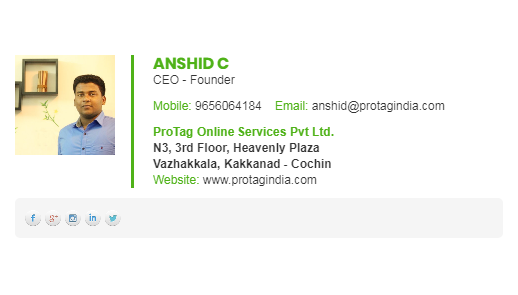 ANSHID C
CEO - Founder
Mobile: 9656064184 Email: anshid@protagindia.com
ProTag Online Services Pvt Ltd.
N3, 3rd Floor, Heavenly Plaza
Vazhakkala, Kakkanad - Cochin
Website: www.protagindia.com